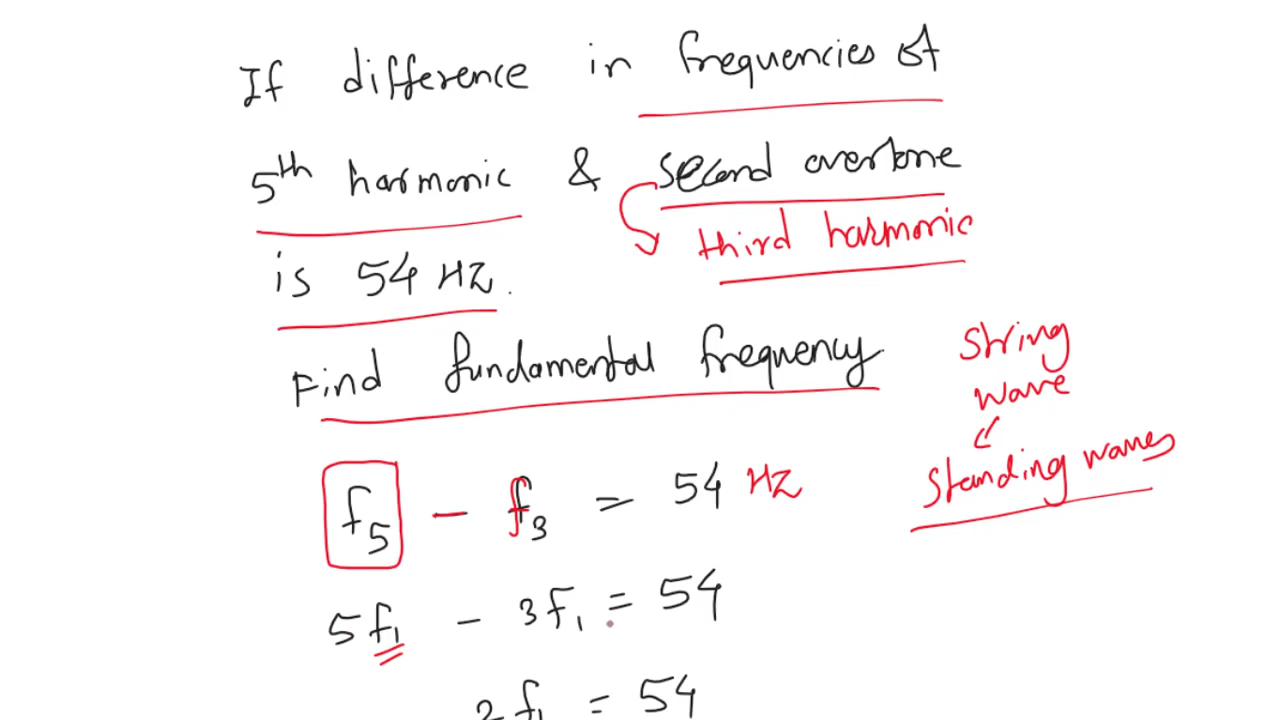 If difference in frequencies of
5th harmonic & second overtone
third harmonic
is 54 Hz.
Find fundamental frequency
string
wave
standing waves
f5 - f3 = 54 Hz
5f1 - 3f1 = 54
2f1 = 54